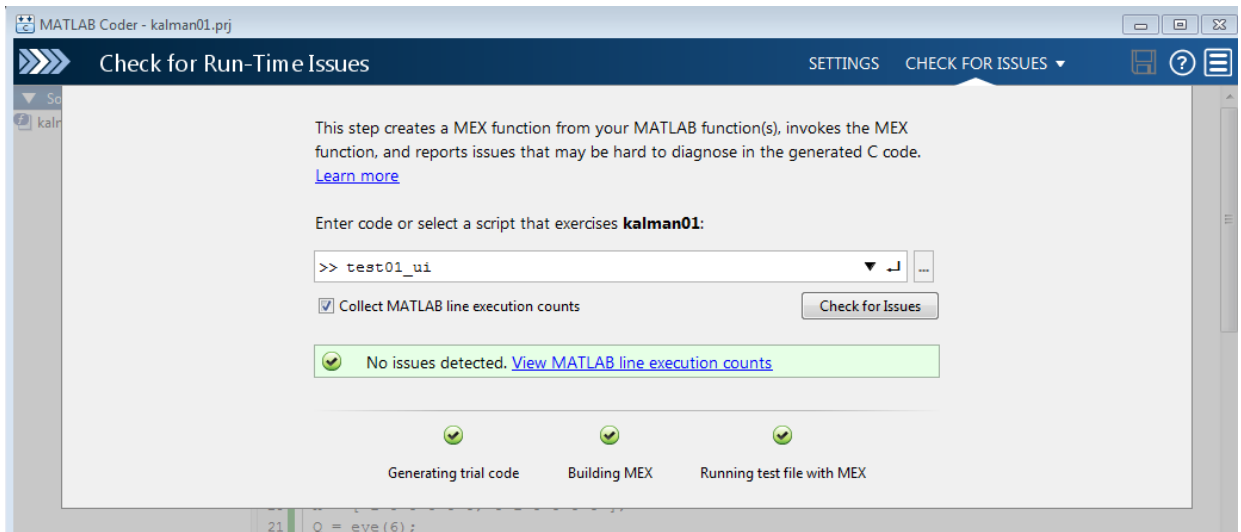 MATLAB Coder - kalman01.prj
Check for Run-Time Issues
SETTINGS
CHECK FOR ISSUES
This step creates a MEX function from your MATLAB function(s), invokes the MEX
function, and reports issues that may be hard to diagnose in the generated C code.
Learn more
Enter code or select a script that exercises kalman01:
>> test01_ui
...
Collect MATLAB line execution counts
Check for Issues
No issues detected. View MATLAB line execution counts
Generating trial code
Building MEX
Running test file with MEX
21 Q = eye(6);